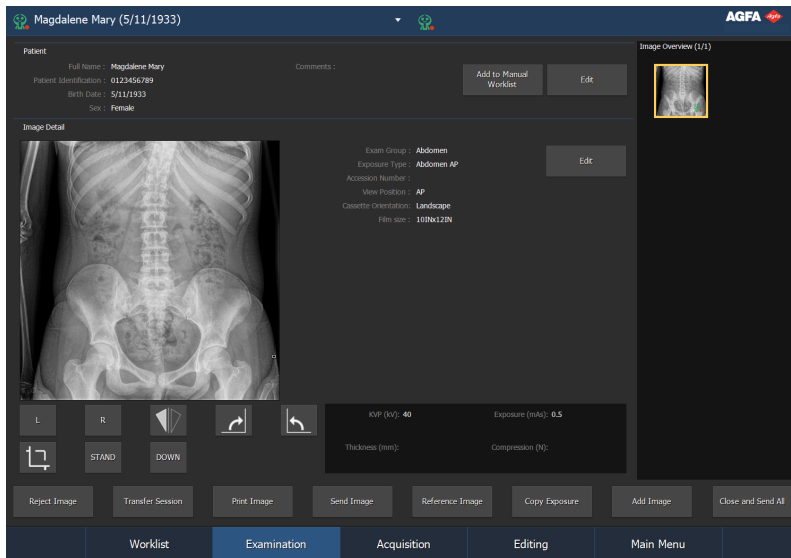 Magdalene Mary (5/11/1933)
AGFA
Agfa
Patient
Full Name : Magdalene Mary
Comments :
Patient Identification : 0123456789
Birth Date : 5/11/1933
Sex : Female
Add to Manual
Worklist
Edit
Image Overview (1/1)
Image Detail
Exam Group : Abdomen
Exposure Type : Abdomen AP
Accession Number :
View Position : AP
Cassette Orientation: Landscape
Film size : 10INx12IN
Edit
L
R
STAND
DOWN
KVP (kV): 40
Exposure (mAs): 0.5
Thickness (mm):
Compression (N):
Reject Image
Transfer Session
Print Image
Send Image
Reference Image
Copy Exposure
Add Image
Close and Send All
Worklist
Examination
Acquisition
Editing
Main Menu